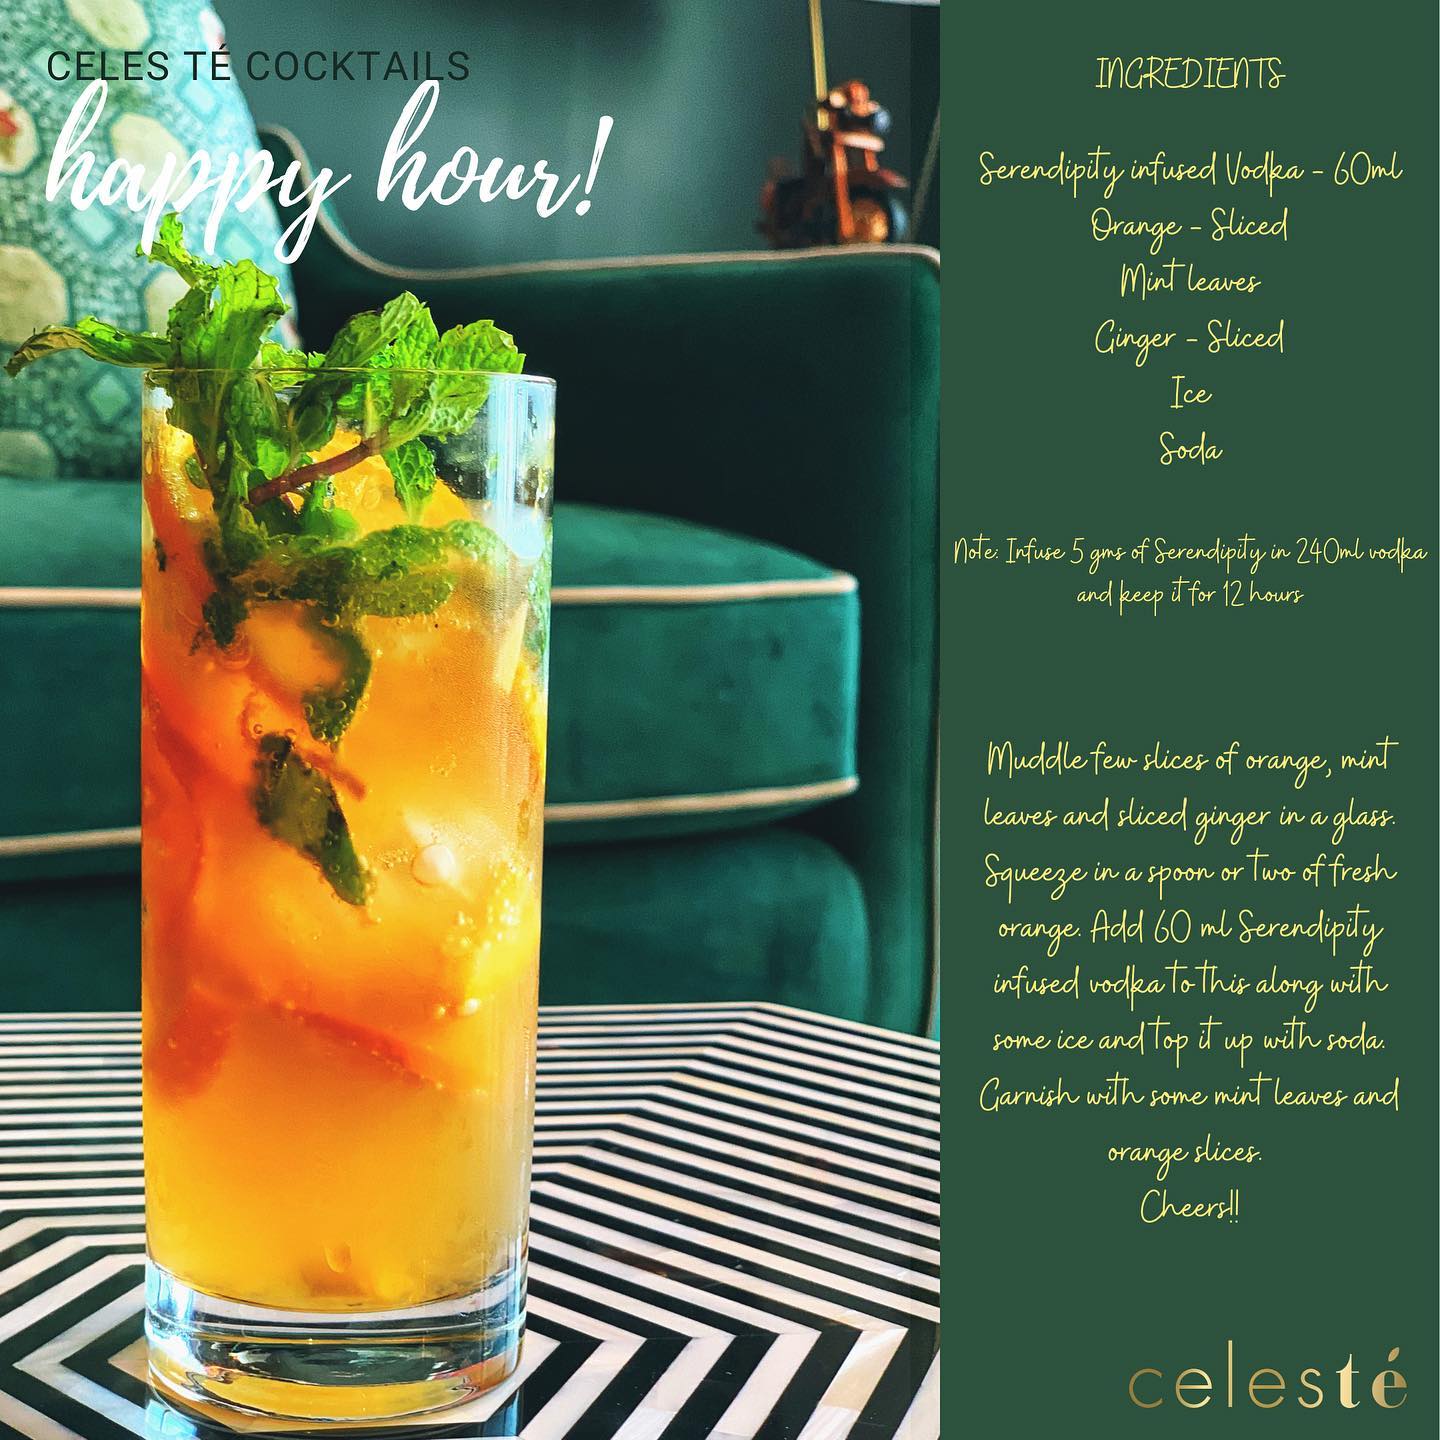 CELES TÉ COCKTAILS
happy hour!
INGREDIENTS
Serendipity infused Vodka - 60ml
Orange - Sliced
Mint leaves
Ginger - Sliced
Ice
Soda
Note: Infuse 5 gms of Serendipity in 240ml vodka
and keep it for 12 hours
Muddle few slices of orange, mint
leaves and sliced ginger in a glass.
Squeeze in a spoon or two of fresh
orange. Add 60 ml Serendipity
infused vodka to this along with
some ice and top it up with soda.
Garnish with some mint leaves and
orange slices.
Cheers!!
celesté